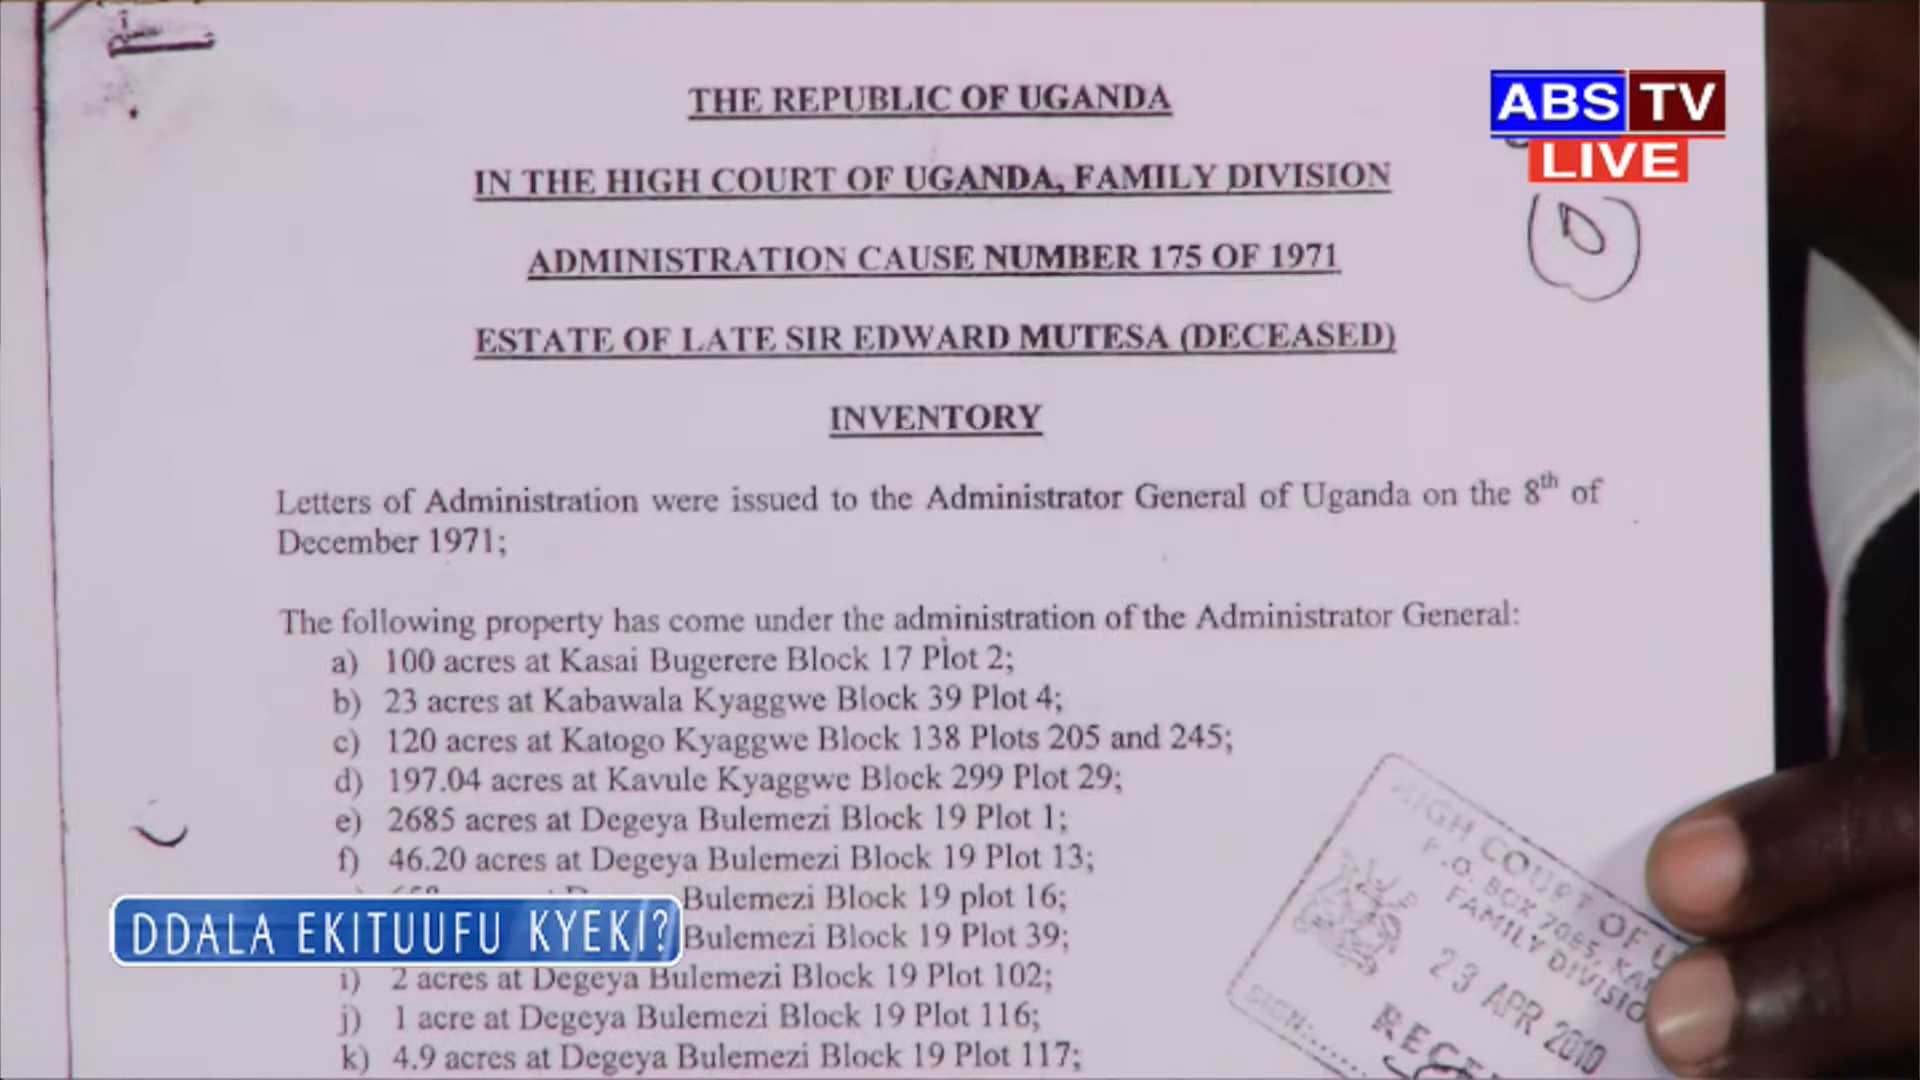 THE REPUBLIC OF UGANDA
ABS TV
LIVE
IN THE HIGH COURT OF UGANDA, FAMILY DIVISION
ADMINISTRATION CAUSE NUMBER 175 OF 1971
ESTATE OF LATE SIR EDWARD MUTESA (DECEASED)
INVENTORY
Letters of Administration were issued to the Administrator General of Uganda on the 8th of
December 1971;
The following property has come under the administration of the Administrator General:
a) 100 acres at Kasai Bugerere Block 17 Plot 2;
b) 23 acres at Kabawala Kyaggwe Block 39 Plot 4;
c) 120 acres at Katogo Kyaggwe Block 138 Plots 205 and 245;
d) 197.04 acres at Kavule Kyaggwe Block 299 Plot 29;
e) 2685 acres at Degeya Bulemezi Block 19 Plot 1;
f) 46.20 acres at Degeya Bulemezi Block 19 Plot 13;
Bulemezi Block 19 plot 16;
Bulemezi Block 19 Plot 39;
i) 2 acres at Degeya Bulemezi Block 19 Plot 102;
j) 1 acre at Degeya Bulemezi Block 19 Plot 116;
k) 4.9 acres at Degeya Bulemezi Block 19 Plot 117;
DDALA EKITUUFU KYEKI?
HIGH COURT OF
P.O. BOX 7085,
FAMILY DIVISIO
23 APR 2010
SIGN: